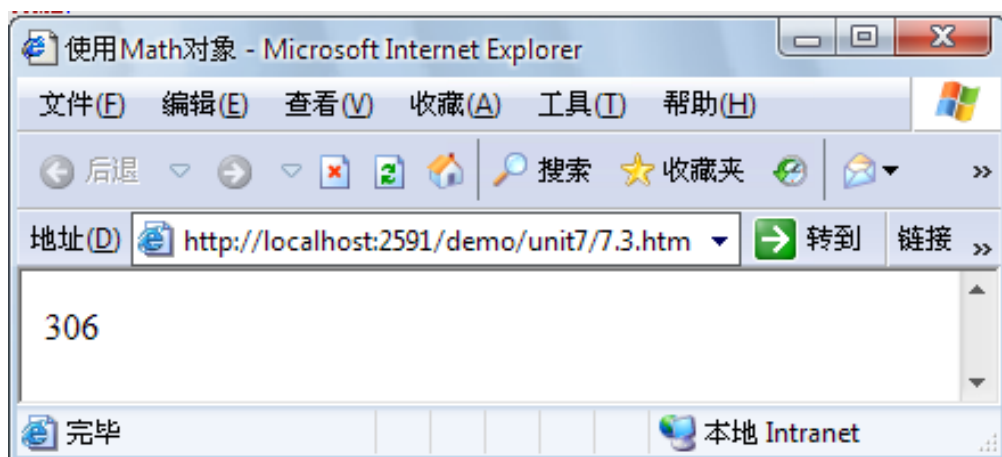 使用Math对象 - Microsoft Internet Explorer
文件(F) 编辑(E) 查看(V) 收藏(A) 工具(T) 帮助(H)
后退 搜索 收藏夹 »
地址(D) http://localhost:2591/demo/unit7/7.3.htm 转到 链接 »
306
完毕 本地 Intranet